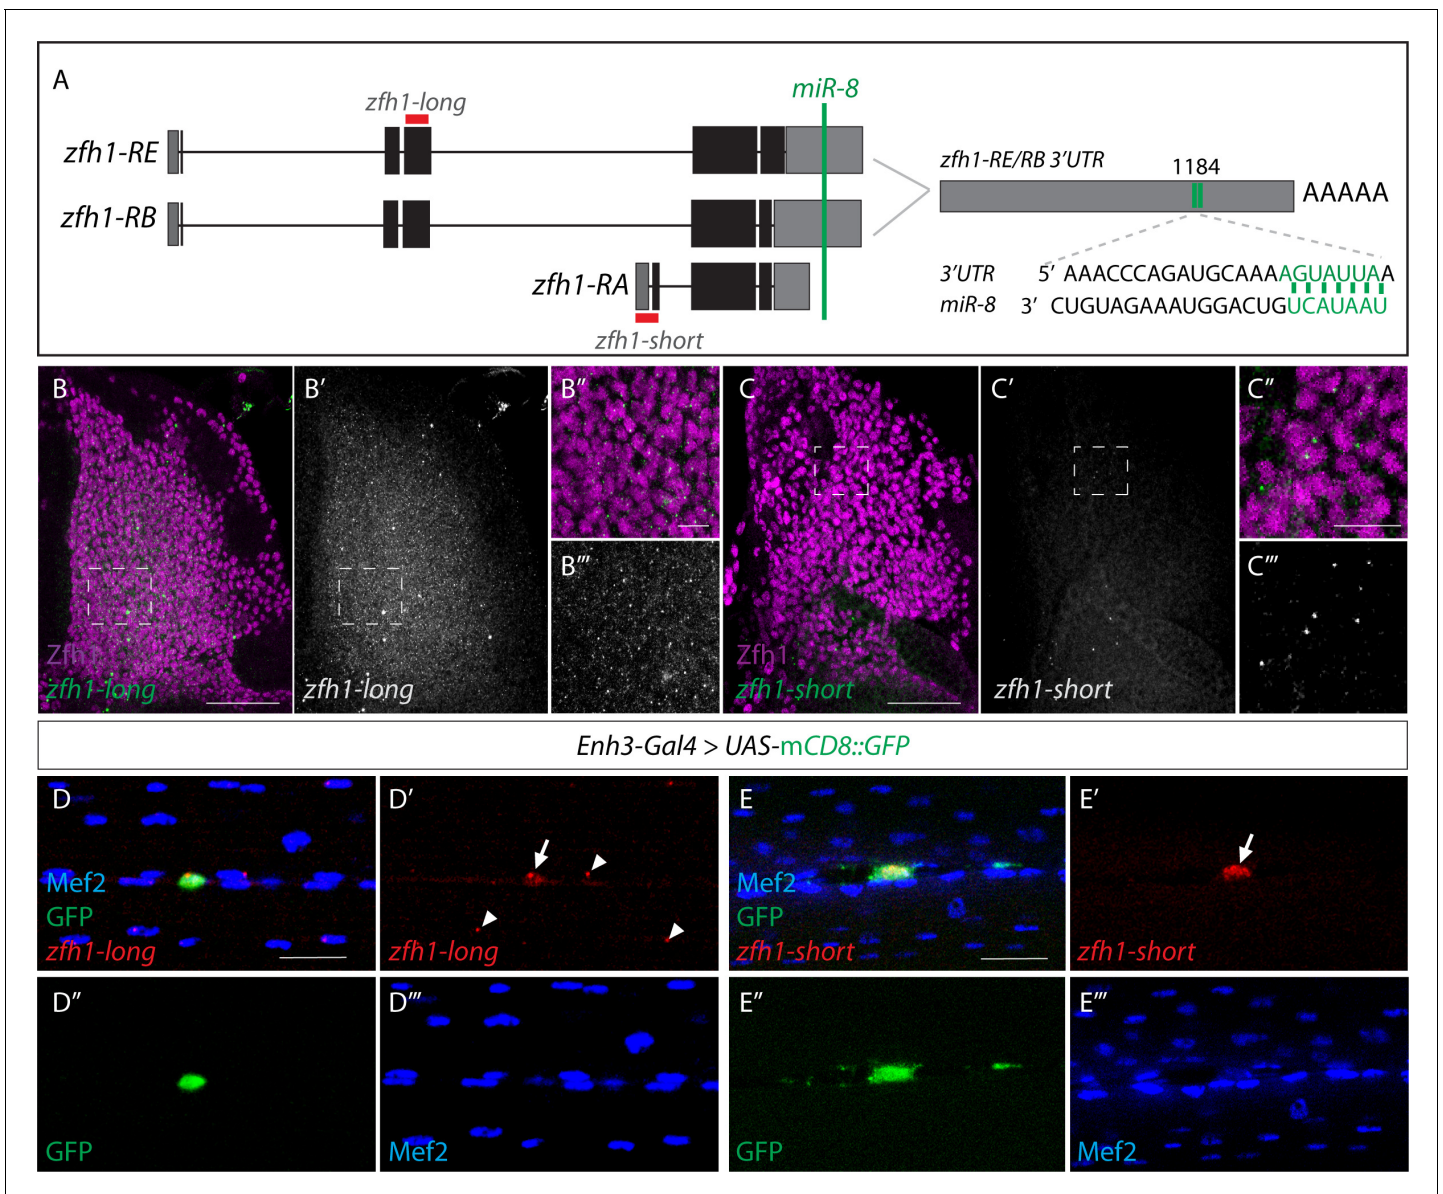 A
zfh1-long
miR-8
zfh1-RE
zfh1-RB
zfh1-RA
zfh1-short
zfh1-RE/RB 3’UTR
1184
AAAAA
3’UTR 5’ AAACCCAGAUGCAAAAGUAUUAA
miR-8 3’ CUGUAGAAAUGGACUGUCAUAAU
B
Zfh1
zfh1-long
B’
zfh1-long
B’’
B’’’
C
Zfh1
zfh1-short
C’
zfh1-short
C’’
C’’’
Enh3-Gal4 > UAS-mCD8::GFP
D
Mef2
GFP
zfh1-long
D’
zfh1-long
E
Mef2
GFP
zfh1-short
E’
zfh1-short
D’’
GFP
D’’’
Mef2
E’’
GFP
E’’’
Mef2